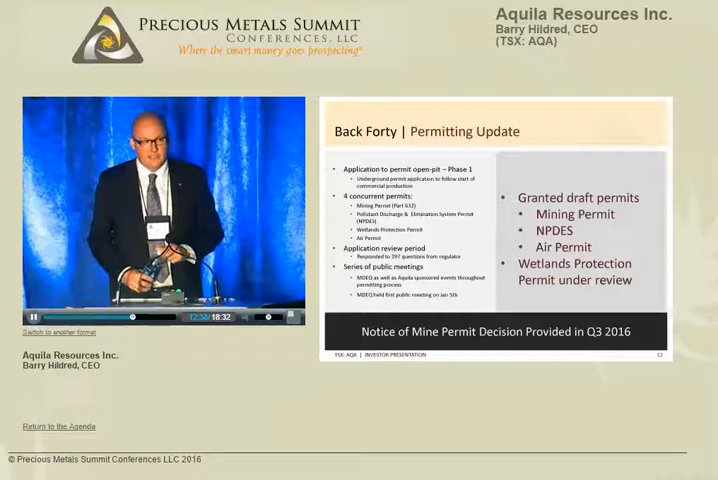 PRECIOUS METALS SUMMIT
CONFERENCES, LLC
Where the smart money goes prospecting®
Aquila Resources Inc.
Barry Hildred, CEO
(TSX: AQA)
Back Forty | Permitting Update
• Application to permit open-pit – Phase 1
• Underground permit application to follow start of
commercial production
• 4 concurrent permits:
• Mining Permit (Part 632)
• Pollutant Discharge & Elimination System Permit
(NPDES)
• Wetlands Protection Permit
• Air Permit
• Application review period
• Responded to 197 questions from regulator
• Series of public meetings
• MDEQ as well as Aquila sponsored events throughout
permitting process
• MDEQ held first public meeting on Jan 5th
• Granted draft permits
• Mining Permit
• NPDES
• Air Permit
• Wetlands Protection
Permit under review
Notice of Mine Permit Decision Provided in Q3 2016
TSX: AQA | INVESTOR PRESENTATION
12
12:38/18:32
Switch to another format
Aquila Resources Inc.
Barry Hildred, CEO
Return to the Agenda
© Precious Metals Summit Conferences LLC 2016